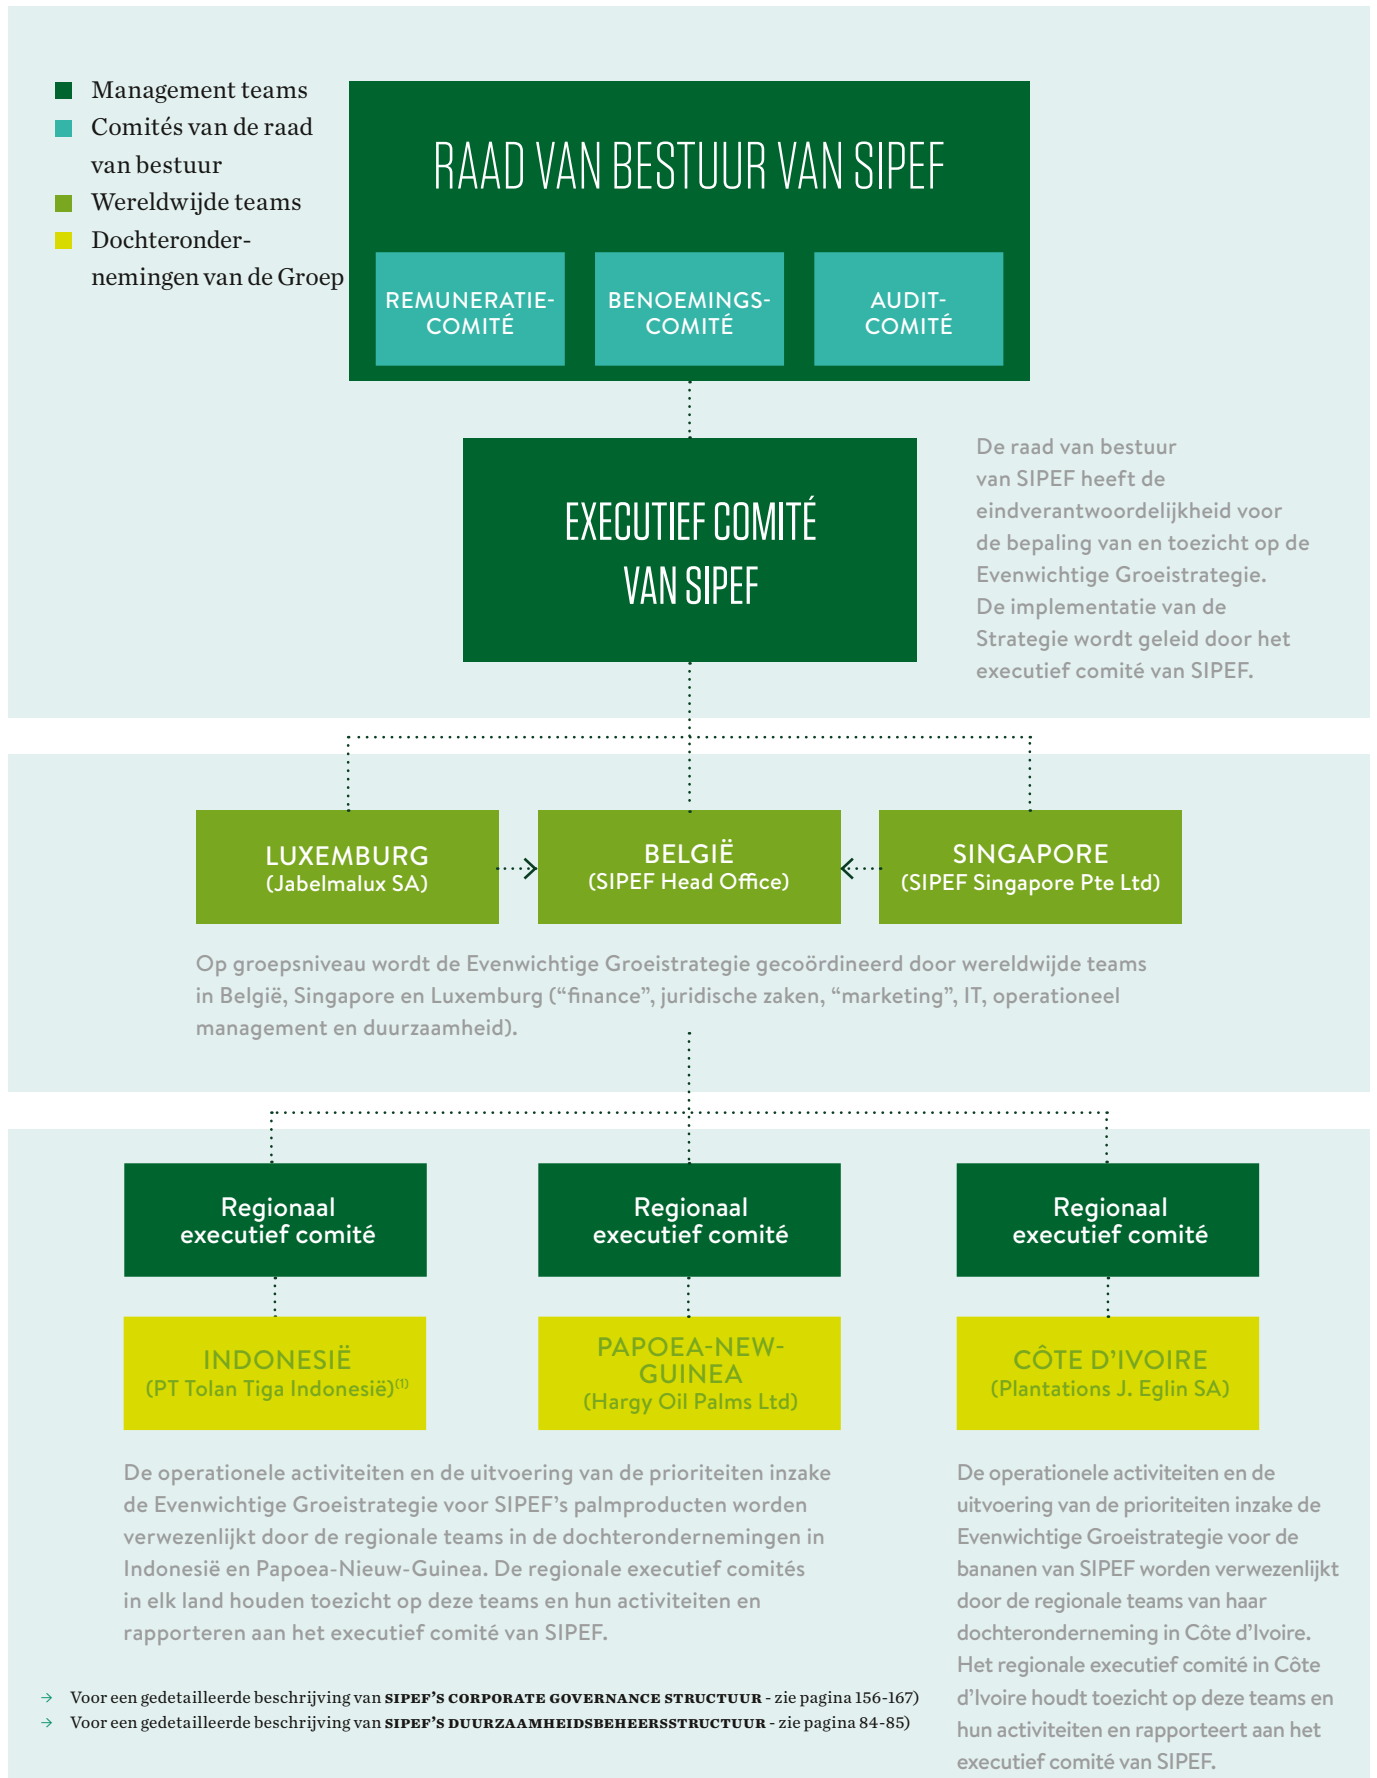 Management teams
Comités van de raad
van bestuur
Wereldwijde teams
Dochteronder-
nemingen van de Groep
RAAD VAN BESTUUR VAN SIPEF
REMUNERATIE-
COMITÉ
BENOEMINGS-
COMITÉ
AUDIT-
COMITÉ
EXECUTIEF COMITÉ
VAN SIPEF
De raad van bestuur
van SIPEF heeft de
eindverantwoordelijkheid voor
de bepaling van en toezicht op de
Evenwichtige Groeistrategie.
De implementatie van de
Strategie wordt geleid door het
executief comité van SIPEF.
LUXEMBURG
(Jabelmalux SA)
BELGIË
(SIPEF Head Office)
SINGAPORE
(SIPEF Singapore Pte Ltd)
Op groepsniveau wordt de Evenwichtige Groeistrategie gecoördineerd door wereldwijde teams
in België, Singapore en Luxemburg (“finance”, juridische zaken, “marketing”, IT, operationeel
management en duurzaamheid).
Regionaal
executief comité
Regionaal
executief comité
Regionaal
executief comité
INDONESIË
(PT Tolan Tiga Indonesië)(1)
PAPOEA-NEW-
GUINEA
(Hargy Oil Palms Ltd)
CÔTE D’IVOIRE
(Plantations J. Eglin SA)
De operationele activiteiten en de uitvoering van de prioriteiten inzake
de Evenwichtige Groeistrategie voor SIPEF’s palmproducten worden
verwezenlijkt door de regionale teams in de dochterondernemingen in
Indonesië en Papoea-Nieuw-Guinea. De regionale executief comités
in elk land houden toezicht op deze teams en hun activiteiten en
rapporteren aan het executief comité van SIPEF.
De operationele activiteiten en de
uitvoering van de prioriteiten inzake de
Evenwichtige Groeistrategie voor de
bananen van SIPEF worden verwezenlijkt
door de regionale teams van haar
dochteronderneming in Côte d’Ivoire.
Het regionale executief comité in Côte
d’Ivoire houdt toezicht op deze teams en
hun activiteiten en rapporteert aan het
executief comité van SIPEF.
→ Voor een gedetailleerde beschrijving van SIPEF’S CORPORATE GOVERNANCE STRUCTUUR - zie pagina 156-167)
→ Voor een gedetailleerde beschrijving van SIPEF’S DUURZAAMHEIDSBEHEERSSTRUCTUUR - zie pagina 84-85)